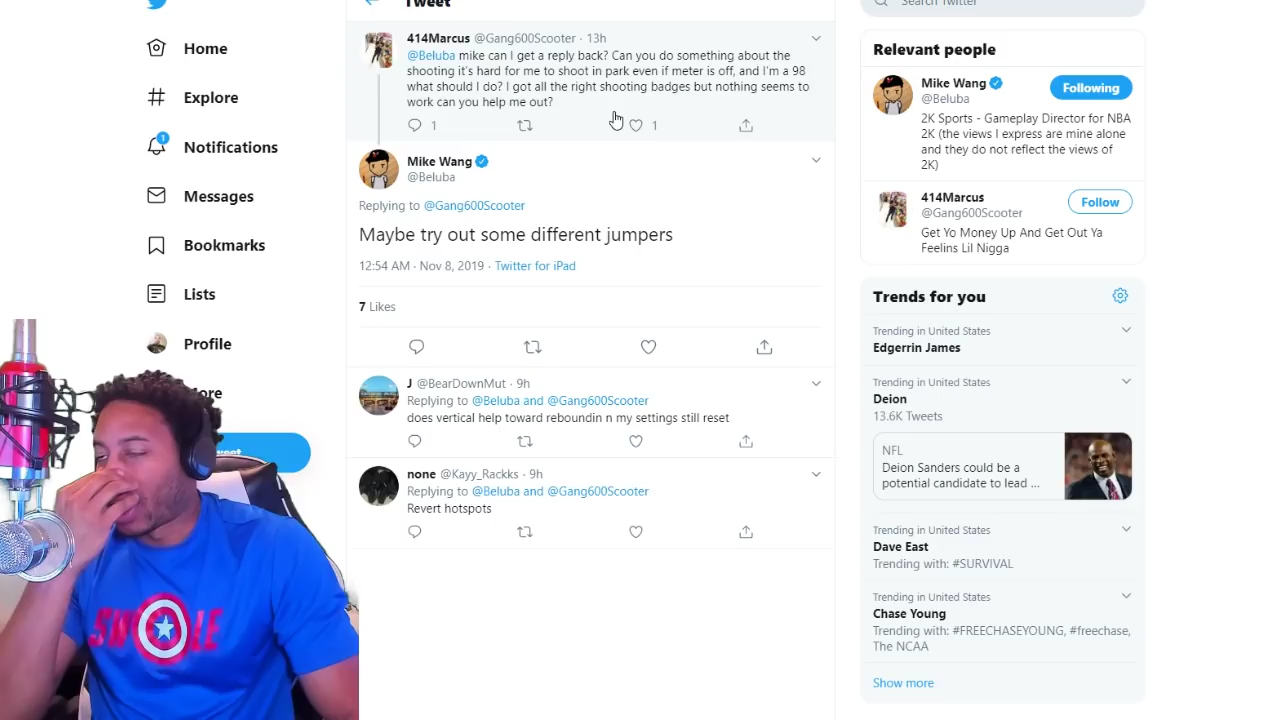 Tweet
Search Twitter
414Marcus @Gang600Scooter · 13h
@Beluba mike can I get a reply back? Can you do something about the
shooting it's hard for me to shoot in park even if meter is off, and I'm a 98
what should I do? I got all the right shooting badges but nothing seems to
work can you help me out?
1
1
Mike Wang
@Beluba
Replying to @Gang600Scooter
Maybe try out some different jumpers
12:54 AM · Nov 8, 2019 · Twitter for iPad
7 Likes
J @BearDownMut · 9h
Replying to @Beluba and @Gang600Scooter
does vertical help toward reboundin n my settings still reset
none @Kayy_Rackks · 9h
Replying to @Beluba and @Gang600Scooter
Revert hotspots
Home
Explore
1
Notifications
Messages
Bookmarks
Lists
Profile
ore
weet
SW LE
Relevant people
Mike Wang
Following
@Beluba
2K Sports - Gameplay Director for NBA
2K (the views I express are mine alone
and they do not reflect the views of
2K)
414Marcus
Follow
@Gang600Scooter
Get Yo Money Up And Get Out Ya
Feelins Lil Nigga
Trends for you
Trending in United States
Edgerrin James
Trending in United States
Deion
13.6K Tweets
NFL
Deion Sanders could be a
potential candidate to lead ...
Trending in United States
Dave East
Trending with: #SURVIVAL
Trending in United States
Chase Young
Trending with: #FREECHASEYOUNG, #freechase,
The NCAA
Show more